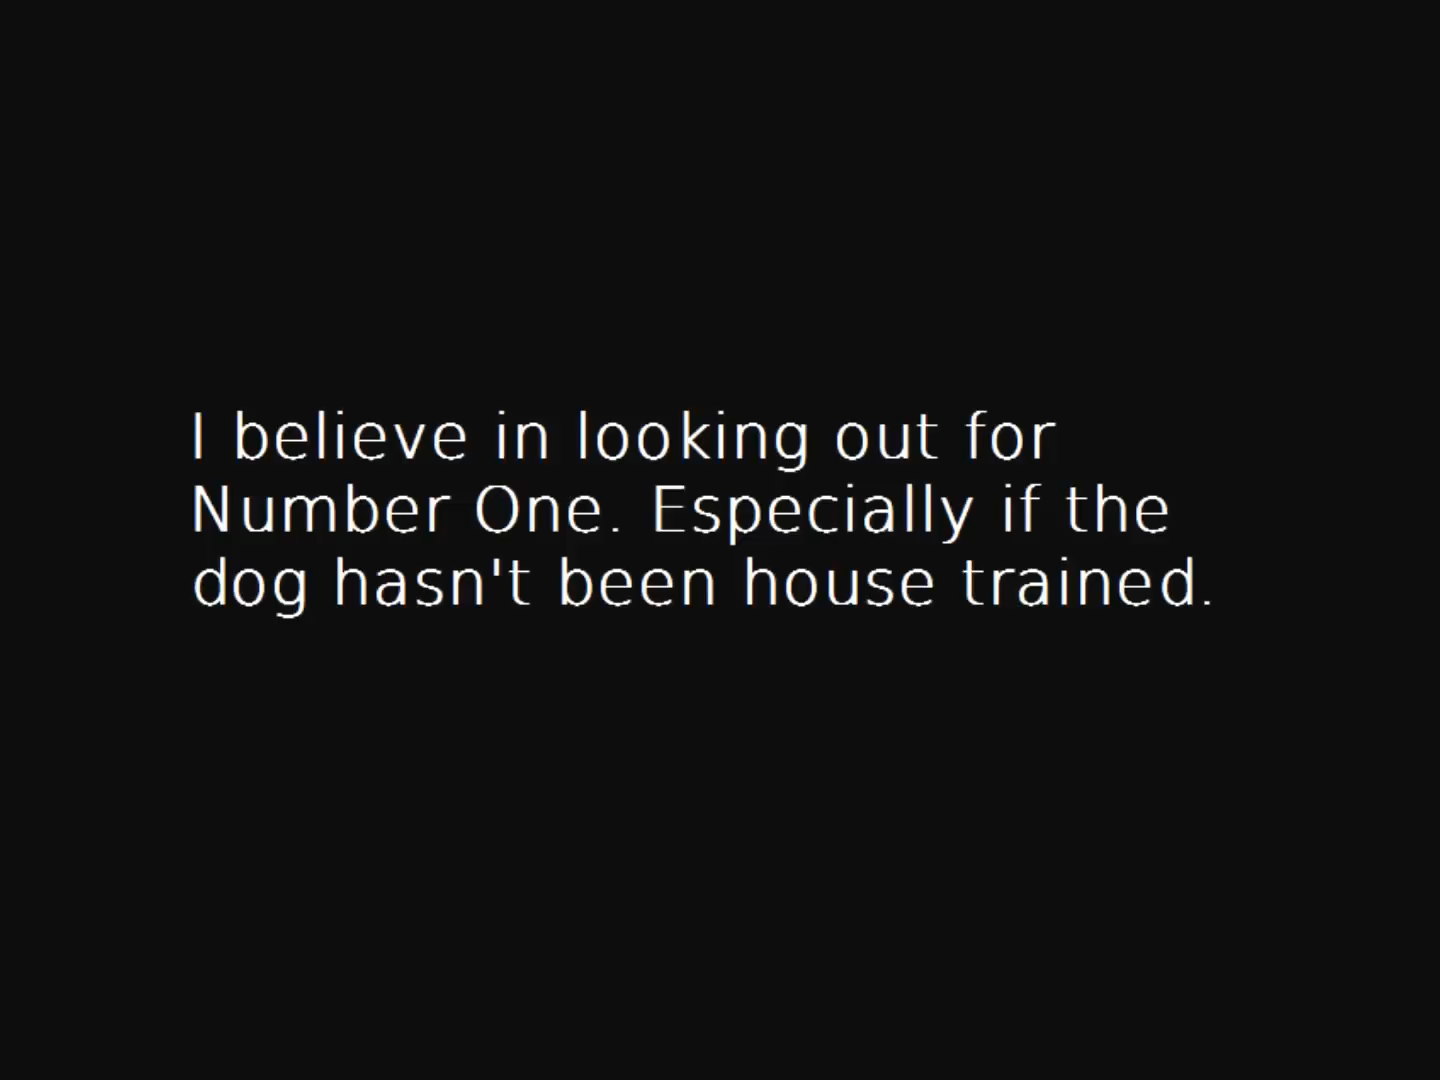 I believe in looking out for
Number One. Especially if the
dog hasn't been house trained.